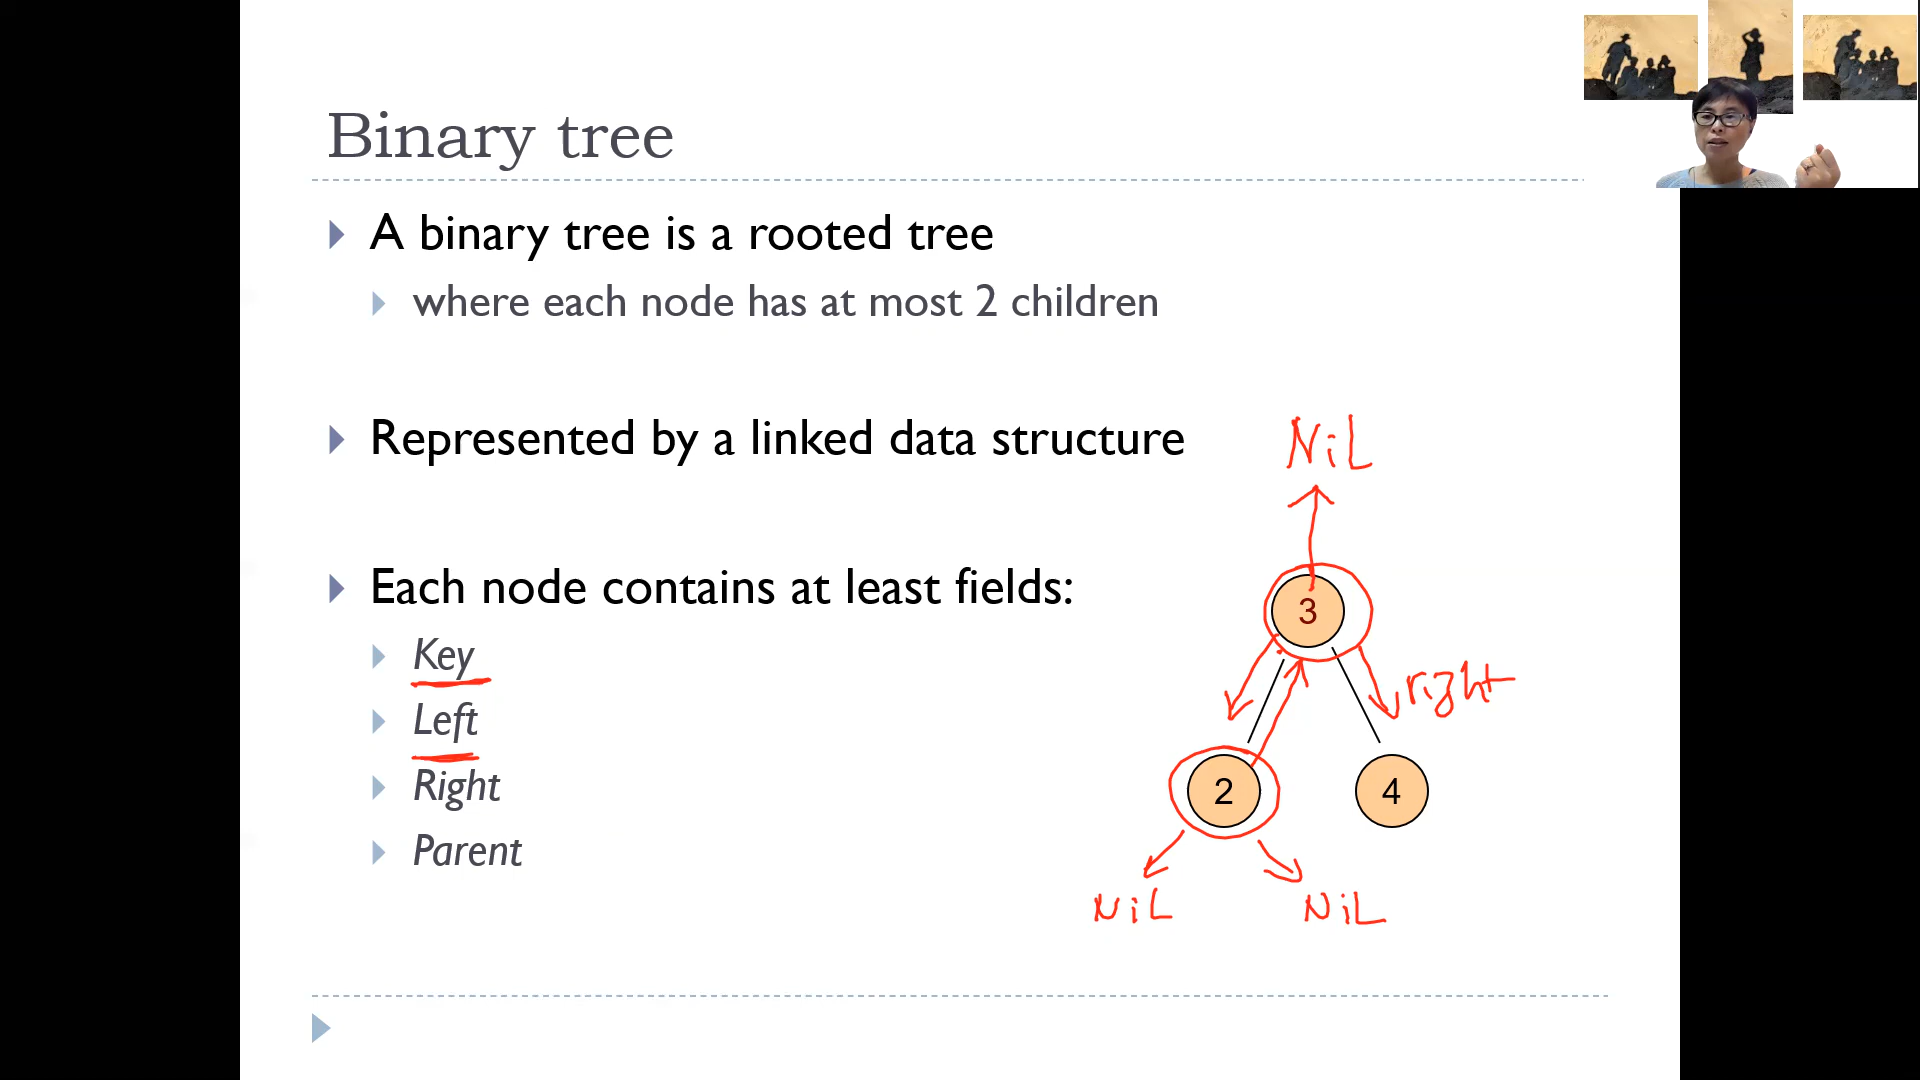 Binary tree
A binary tree is a rooted tree
where each node has at most 2 children
Represented by a linked data structure
NiL
Each node contains at least fields:
3
Key
right
Left
Right
2
4
Parent
NiL
NiL